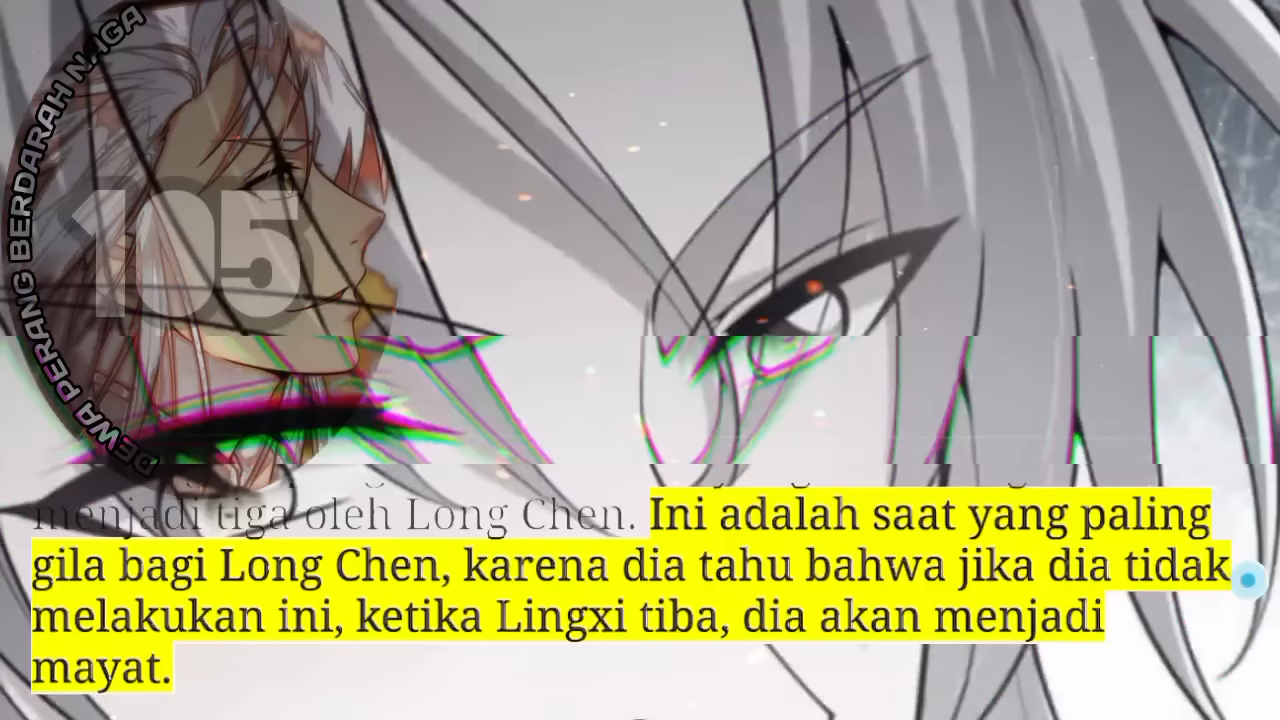 DEWA PERANG BERDARAH NAGA
105
menjadi tiga oleh Long Chen. Ini adalah saat yang paling
gila bagi Long Chen, karena dia tahu bahwa jika dia tidak
melakukan ini, ketika Lingxi tiba, dia akan menjadi
mayat.